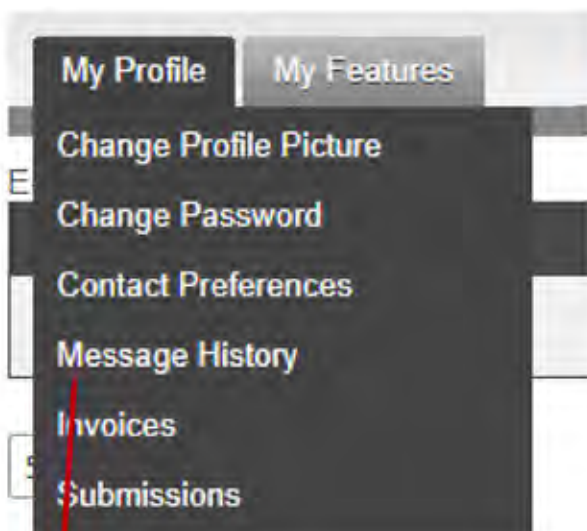 My Profile My Features
Change Profile Picture
Change Password
Contact Preferences
Message History
Invoices
Submissions